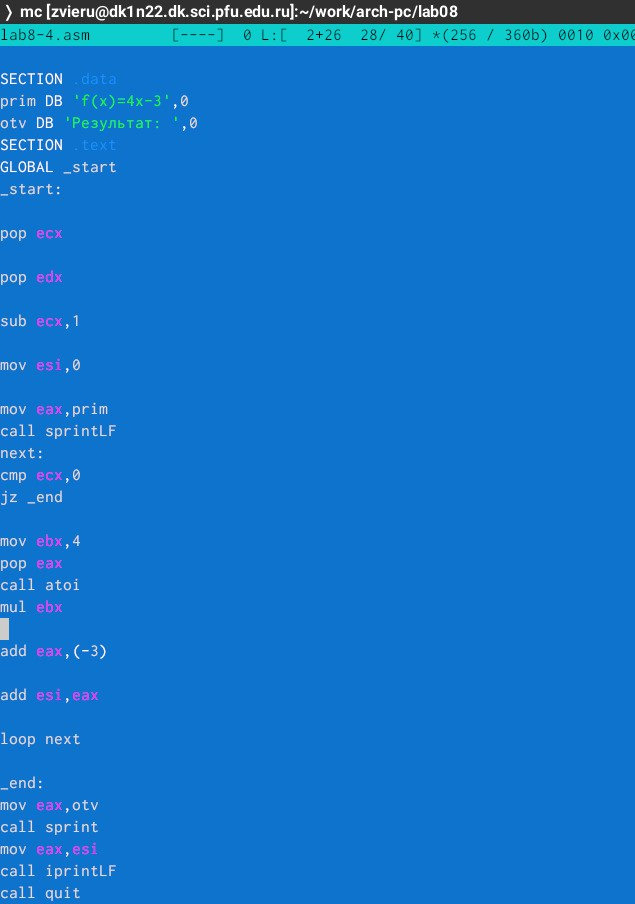 ❭ mc [zvieru@dk1n22.dk.sci.pfu.edu.ru]:~/work/arch-pc/lab08
lab8-4.asm [----] 0 L:[ 2+26 28/ 40] *(256 / 360b) 0010 0x00
SECTION .data
prim DB 'f(x)=4x-3',0
otv DB 'Результат: ',0
SECTION .text
GLOBAL _start
_start:
pop ecx
pop edx
sub ecx,1
mov esi,0
mov eax,prim
call sprintLF
next:
cmp ecx,0
jz _end
mov ebx,4
pop eax
call atoi
mul ebx
add eax,(-3)
add esi,eax
loop next
_end:
mov eax,otv
call sprint
mov eax,esi
call iprintLF
call quit